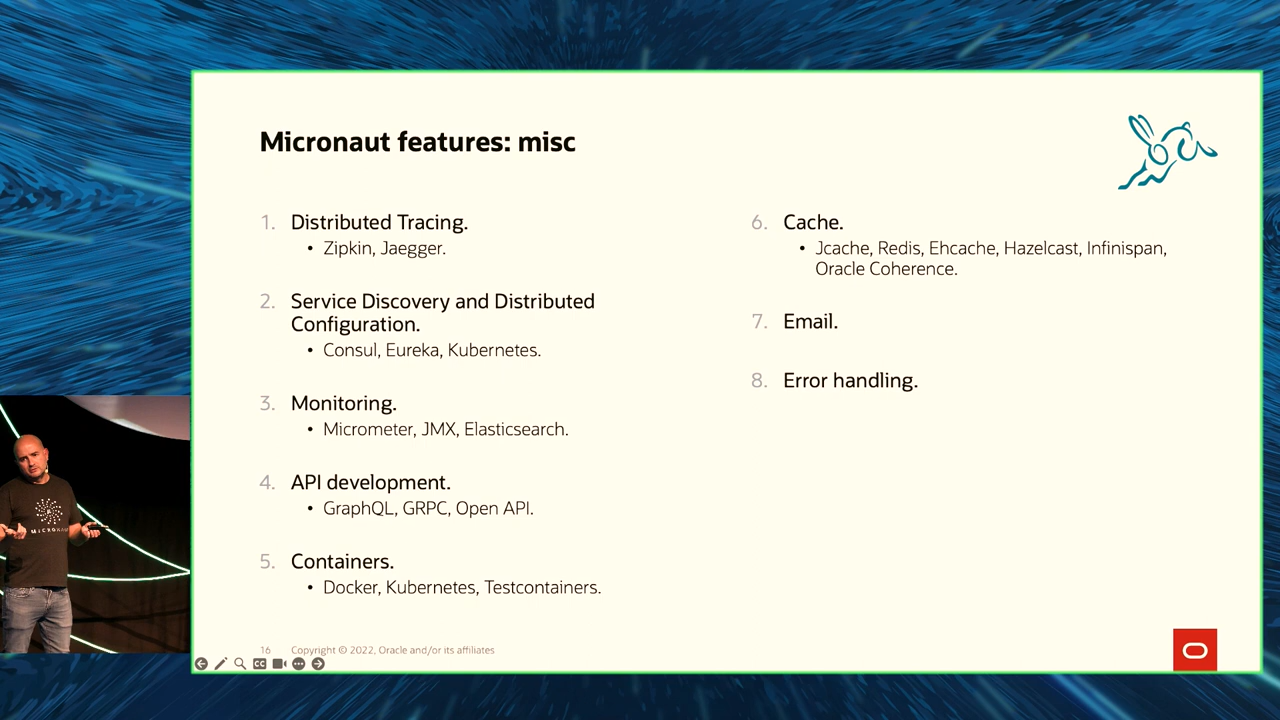 Micronaut features: misc
1. Distributed Tracing.
• Zipkin, Jaegger.
2. Service Discovery and Distributed
Configuration.
• Consul, Eureka, Kubernetes.
3. Monitoring.
• Micrometer, JMX, Elasticsearch.
4. API development.
• GraphQL, GRPC, Open API.
5. Containers.
• Docker, Kubernetes, Testcontainers.
6. Cache.
• Jcache, Redis, Ehcache, Hazelcast, Infinispan,
Oracle Coherence.
7. Email.
8. Error handling.
16 Copyright © 2022, Oracle and/or its affiliates
CC